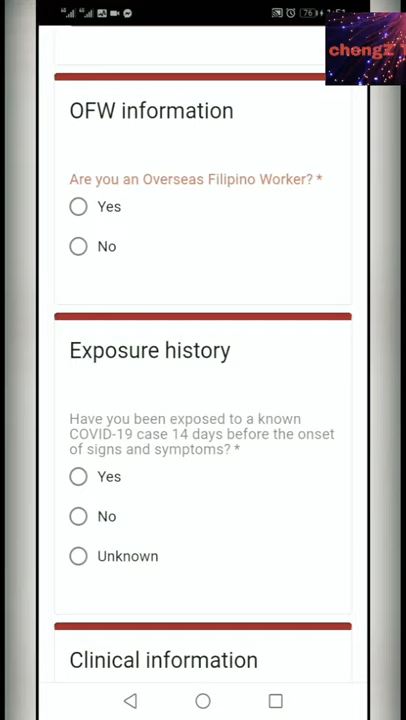 76
chengZ
OFW information
Are you an Overseas Filipino Worker? *
Yes
No
Exposure history
Have you been exposed to a known
COVID-19 case 14 days before the onset
of signs and symptoms? *
Yes
No
Unknown
Clinical information